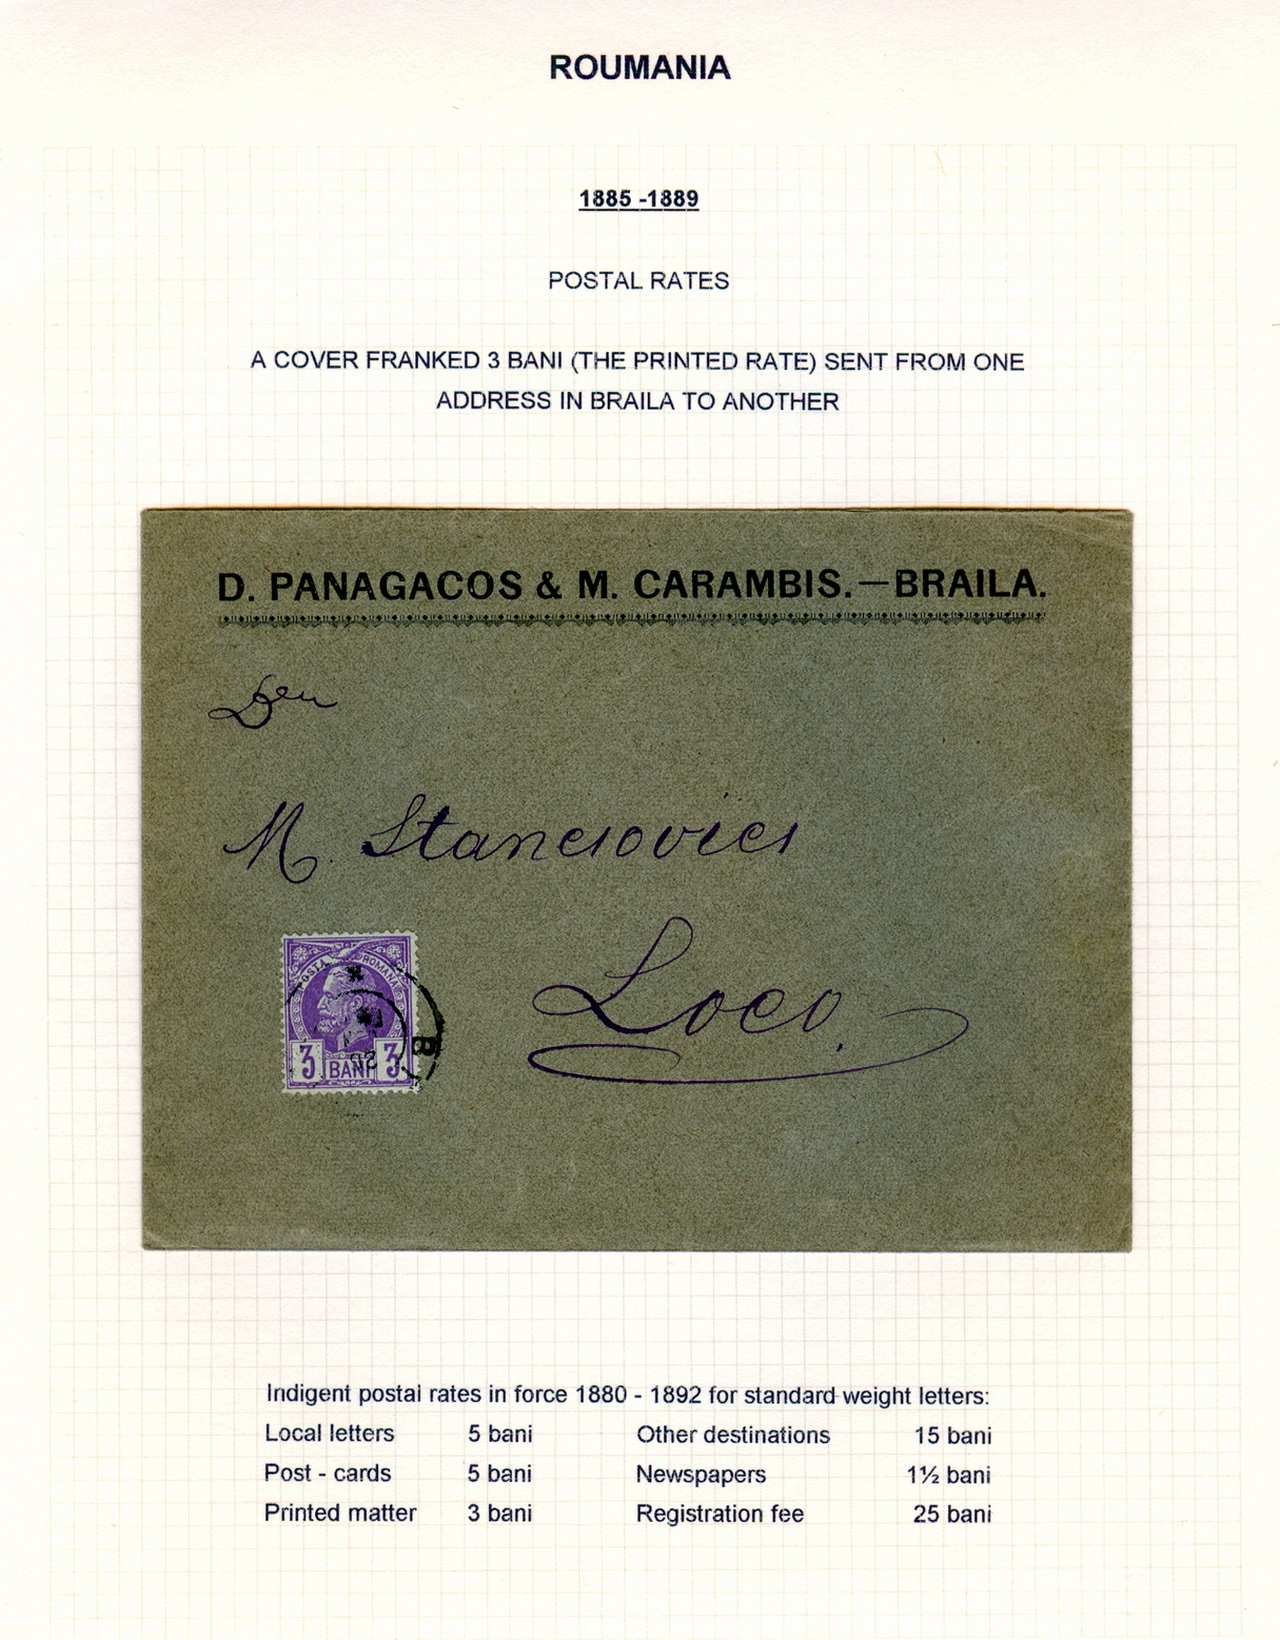 ROUMANIA
1885 -1889
POSTAL RATES
A COVER FRANKED 3 BANI (THE PRINTED RATE) SENT FROM ONE
ADDRESS IN BRAILA TO ANOTHER
D. PANAGACOS & M. CARAMBIS.—BRAILA.
M. Stanciovici
Loco
POSTA ROMANA
3 BANI 3
Indigent postal rates in force 1880 - 1892 for standard weight letters:
Local letters 5 bani Other destinations 15 bani
Post - cards 5 bani Newspapers 1½ bani
Printed matter 3 bani Registration fee 25 bani